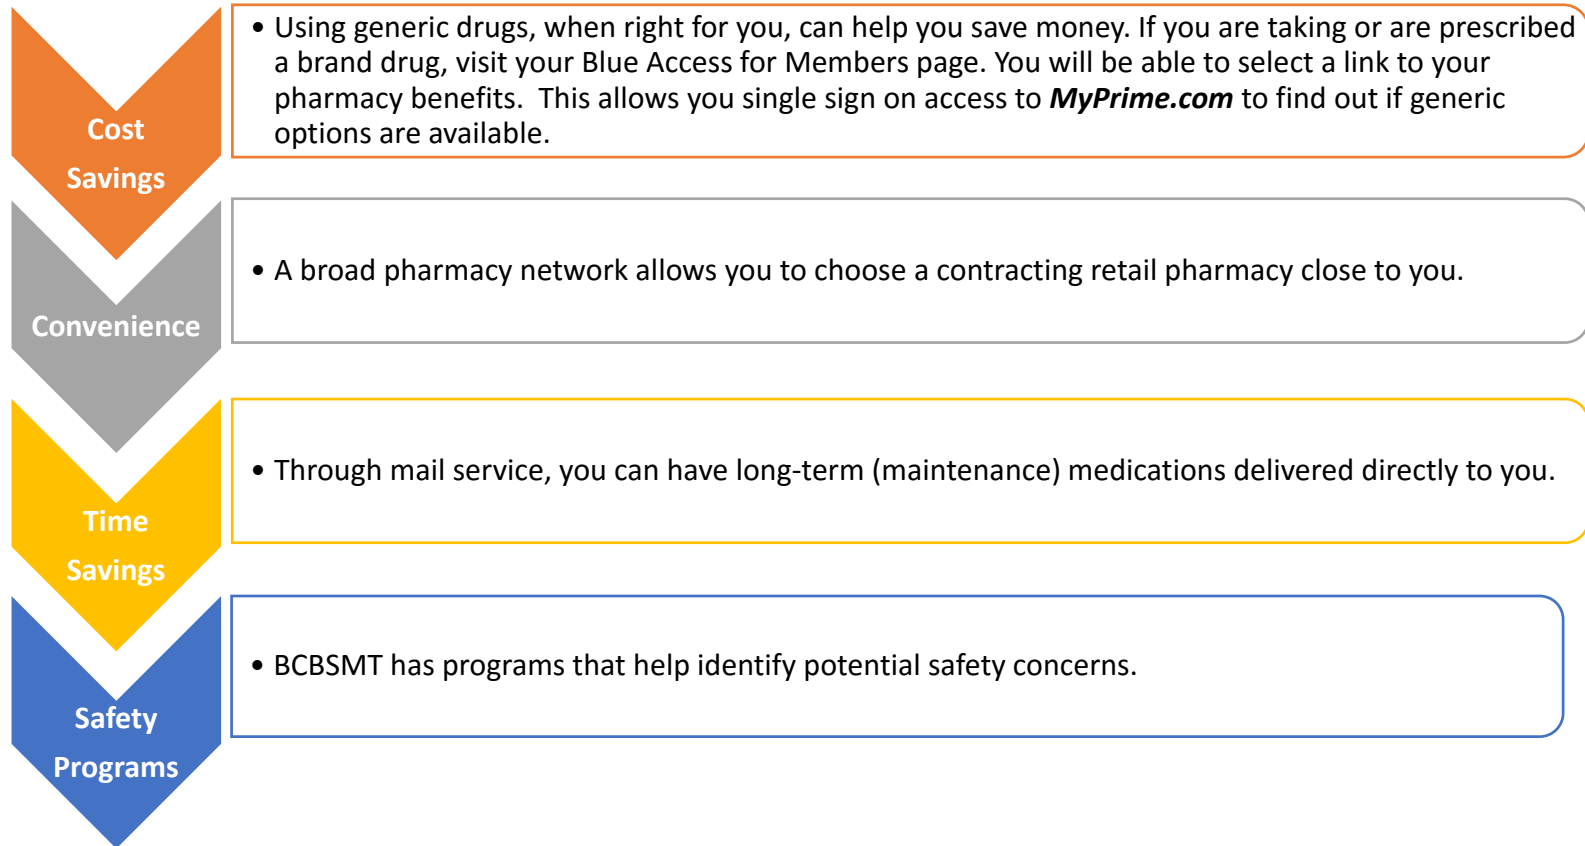 Cost
Savings
• Using generic drugs, when right for you, can help you save money. If you are taking or are prescribed
a brand drug, visit your Blue Access for Members page. You will be able to select a link to your
pharmacy benefits.  This allows you single sign on access to MyPrime.com to find out if generic
options are available.
Convenience
• A broad pharmacy network allows you to choose a contracting retail pharmacy close to you.
Time
Savings
• Through mail service, you can have long-term (maintenance) medications delivered directly to you.
Safety
Programs
• BCBSMT has programs that help identify potential safety concerns.